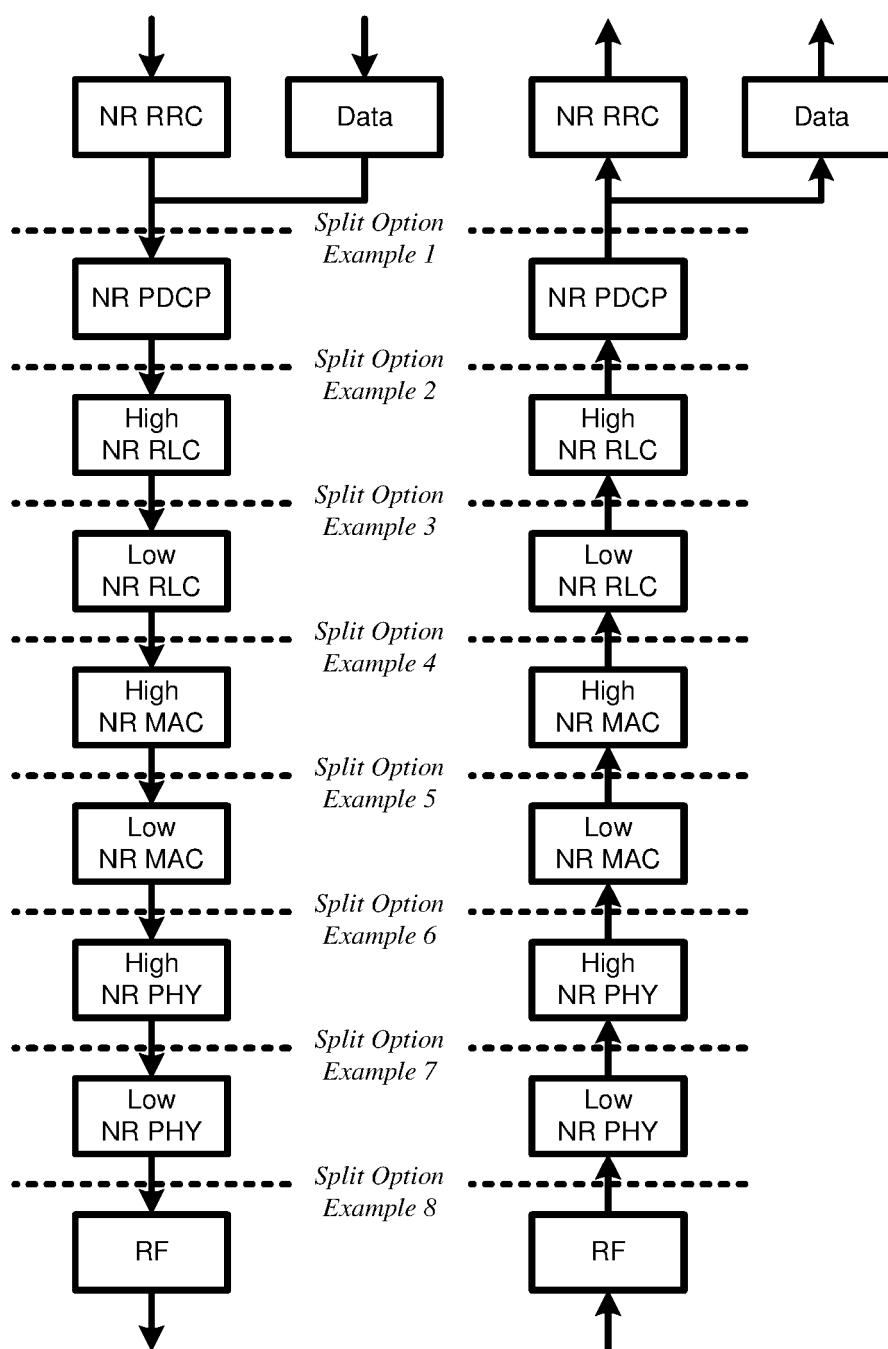 NR RRC
Data
NR RRC
Data
Split Option
Example 1
NR PDCP
NR PDCP
Split Option
Example 2
High
NR RLC
High
NR RLC
Split Option
Example 3
Low
NR RLC
Low
NR RLC
Split Option
Example 4
High
NR MAC
High
NR MAC
Split Option
Example 5
Low
NR MAC
Low
NR MAC
Split Option
Example 6
High
NR PHY
High
NR PHY
Split Option
Example 7
Low
NR PHY
Low
NR PHY
Split Option
Example 8
RF
RF